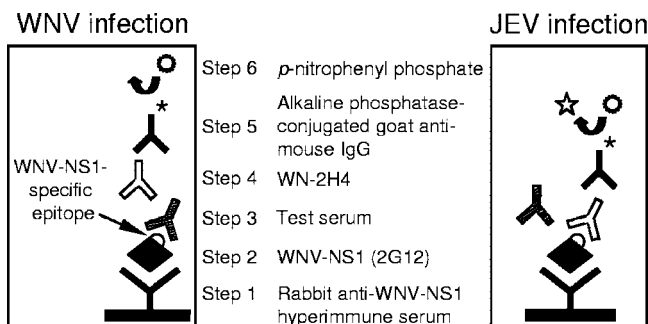 WNV infection
JEV infection
Step 6 p-nitrophenyl phosphate
Step 5 Alkaline phosphatase-
conjugated goat anti-
mouse IgG
WNV-NS1-
specific
epitope
Step 4 WN-2H4
Step 3 Test serum
Step 2 WNV-NS1 (2G12)
Step 1 Rabbit anti-WNV-NS1
hyperimmune serum
*
*